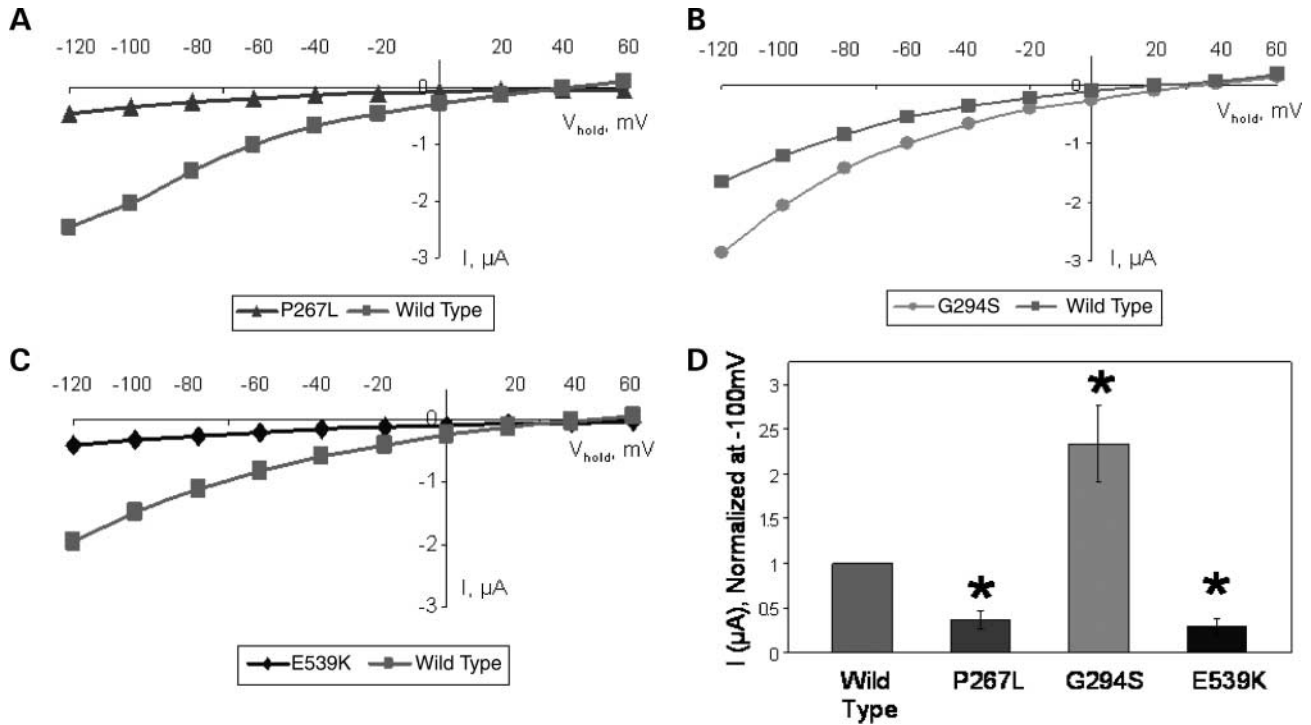 A
-120 -100 -80 -60 -40 -20 20 40 60
0
-1
-2
-3
Vhold, mV
I, µA
P267L Wild Type
B
-120 -100 -80 -60 -40 -20 20 40 60
0
-1
-2
-3
Vhold, mV
I, µA
G294S Wild Type
C
-120 -100 -80 -60 -40 -20 20 40 60
0
-1
-2
-3
Vhold, mV
I, µA
E539K Wild Type
D
I (µA), Normalized at -100mV
3
25
2
1.5
1
0.5
0
* * *
Wild P267L G294S E539K
Type